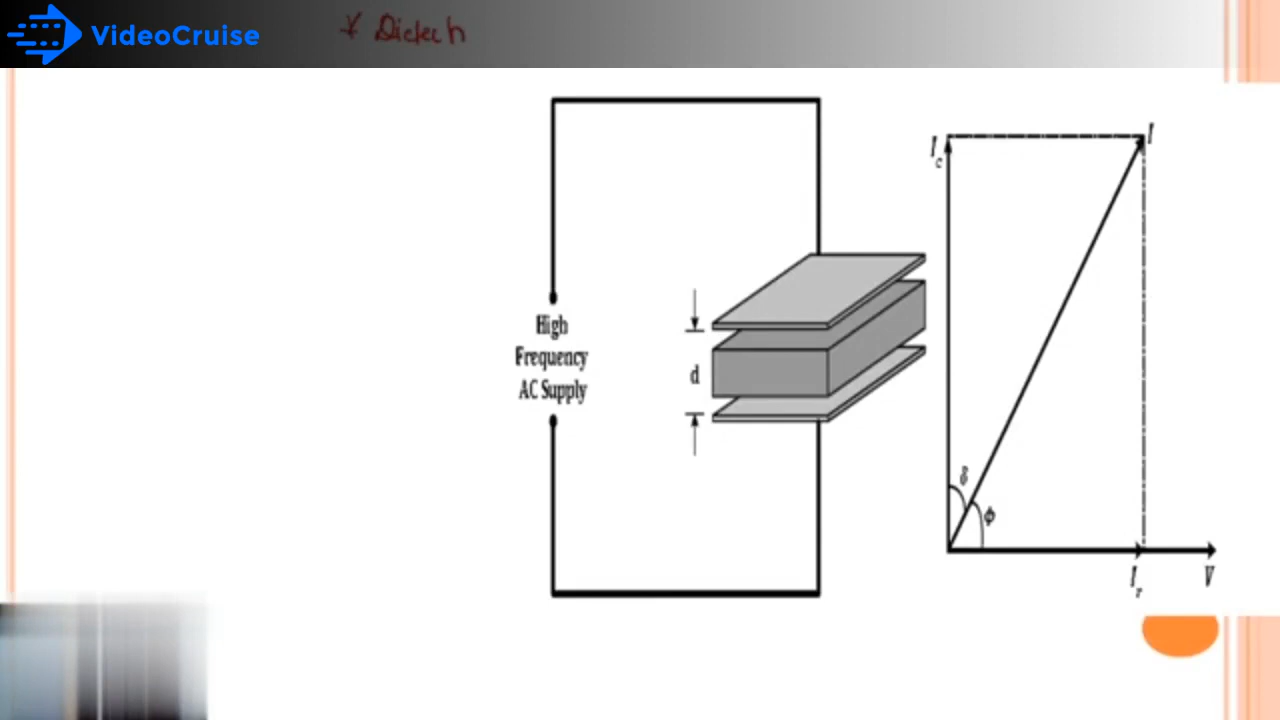 VideoCruise
High
Frequency
AC Supply
d
I
I c
δ
ϕ
I r
V